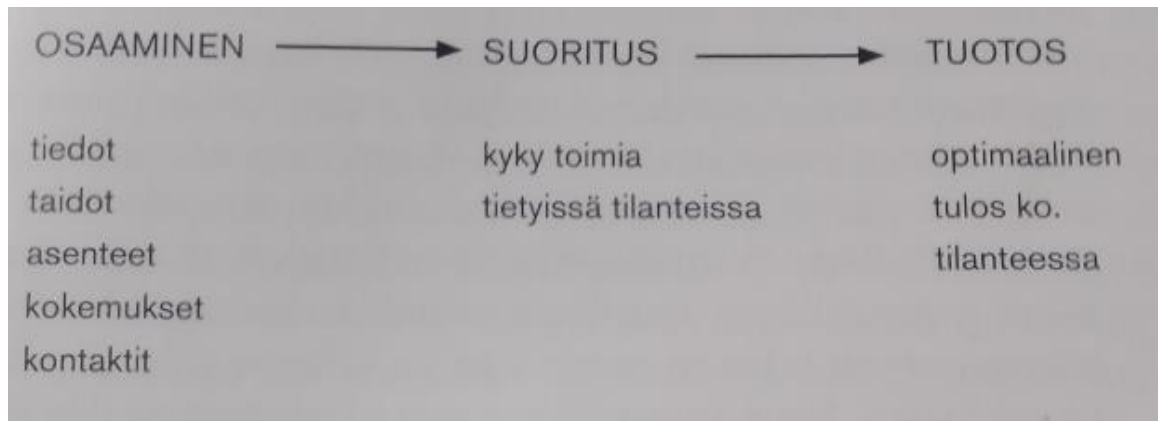 OSAAMINEN SUORITUS TUOTOS
tiedot kyky toimia optimaalinen
taidot tietyissä tilanteissa tulos ko.
asenteet tilanteessa
kokemukset
kontaktit